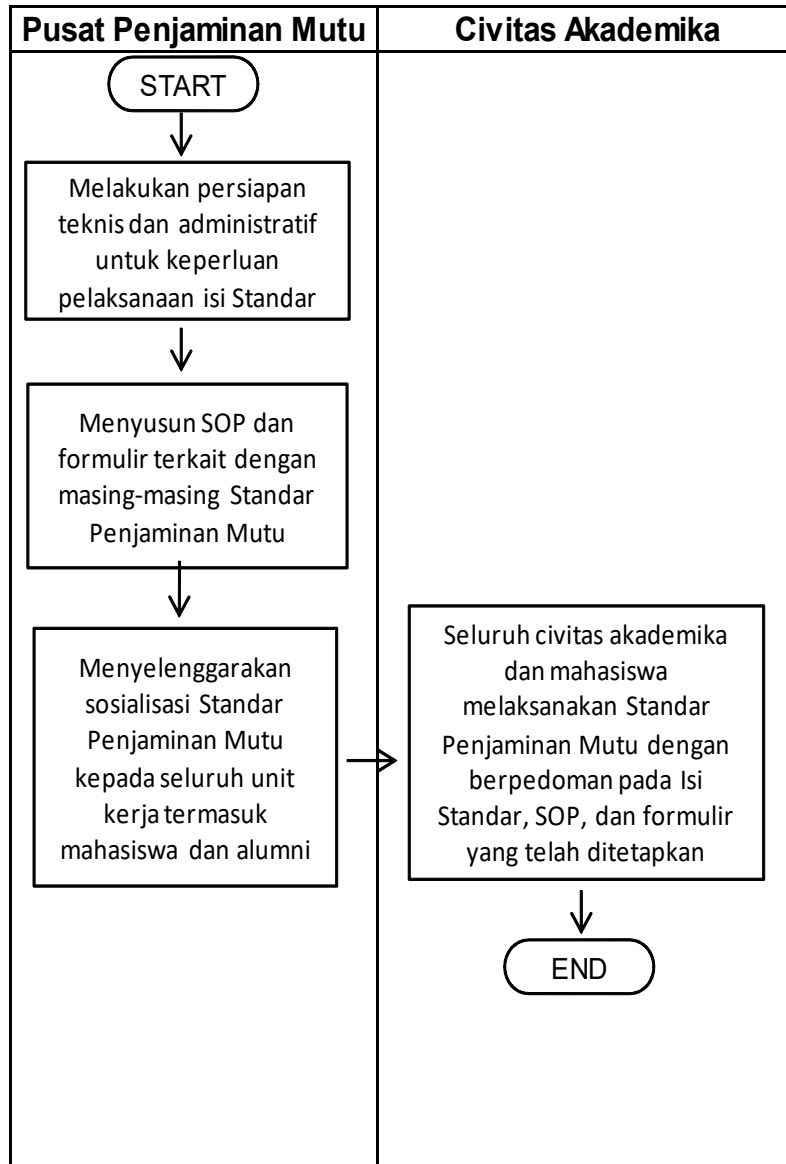 Pusat Penjaminan Mutu
Civitas Akademika
START
Melakukan persiapan
teknis dan administratif
untuk keperluan
pelaksanaan isi Standar
Menyusun SOP dan
formulir terkait dengan
masing-masing Standar
Penjaminan Mutu
Menyelenggarakan
sosialisasi Standar
Penjaminan Mutu
kepada seluruh unit
kerja termasuk
mahasiswa dan alumni
Seluruh civitas akademika
dan mahasiswa
melaksanakan Standar
Penjaminan Mutu dengan
berpedoman pada Isi
Standar, SOP, dan formulir
yang telah ditetapkan
END